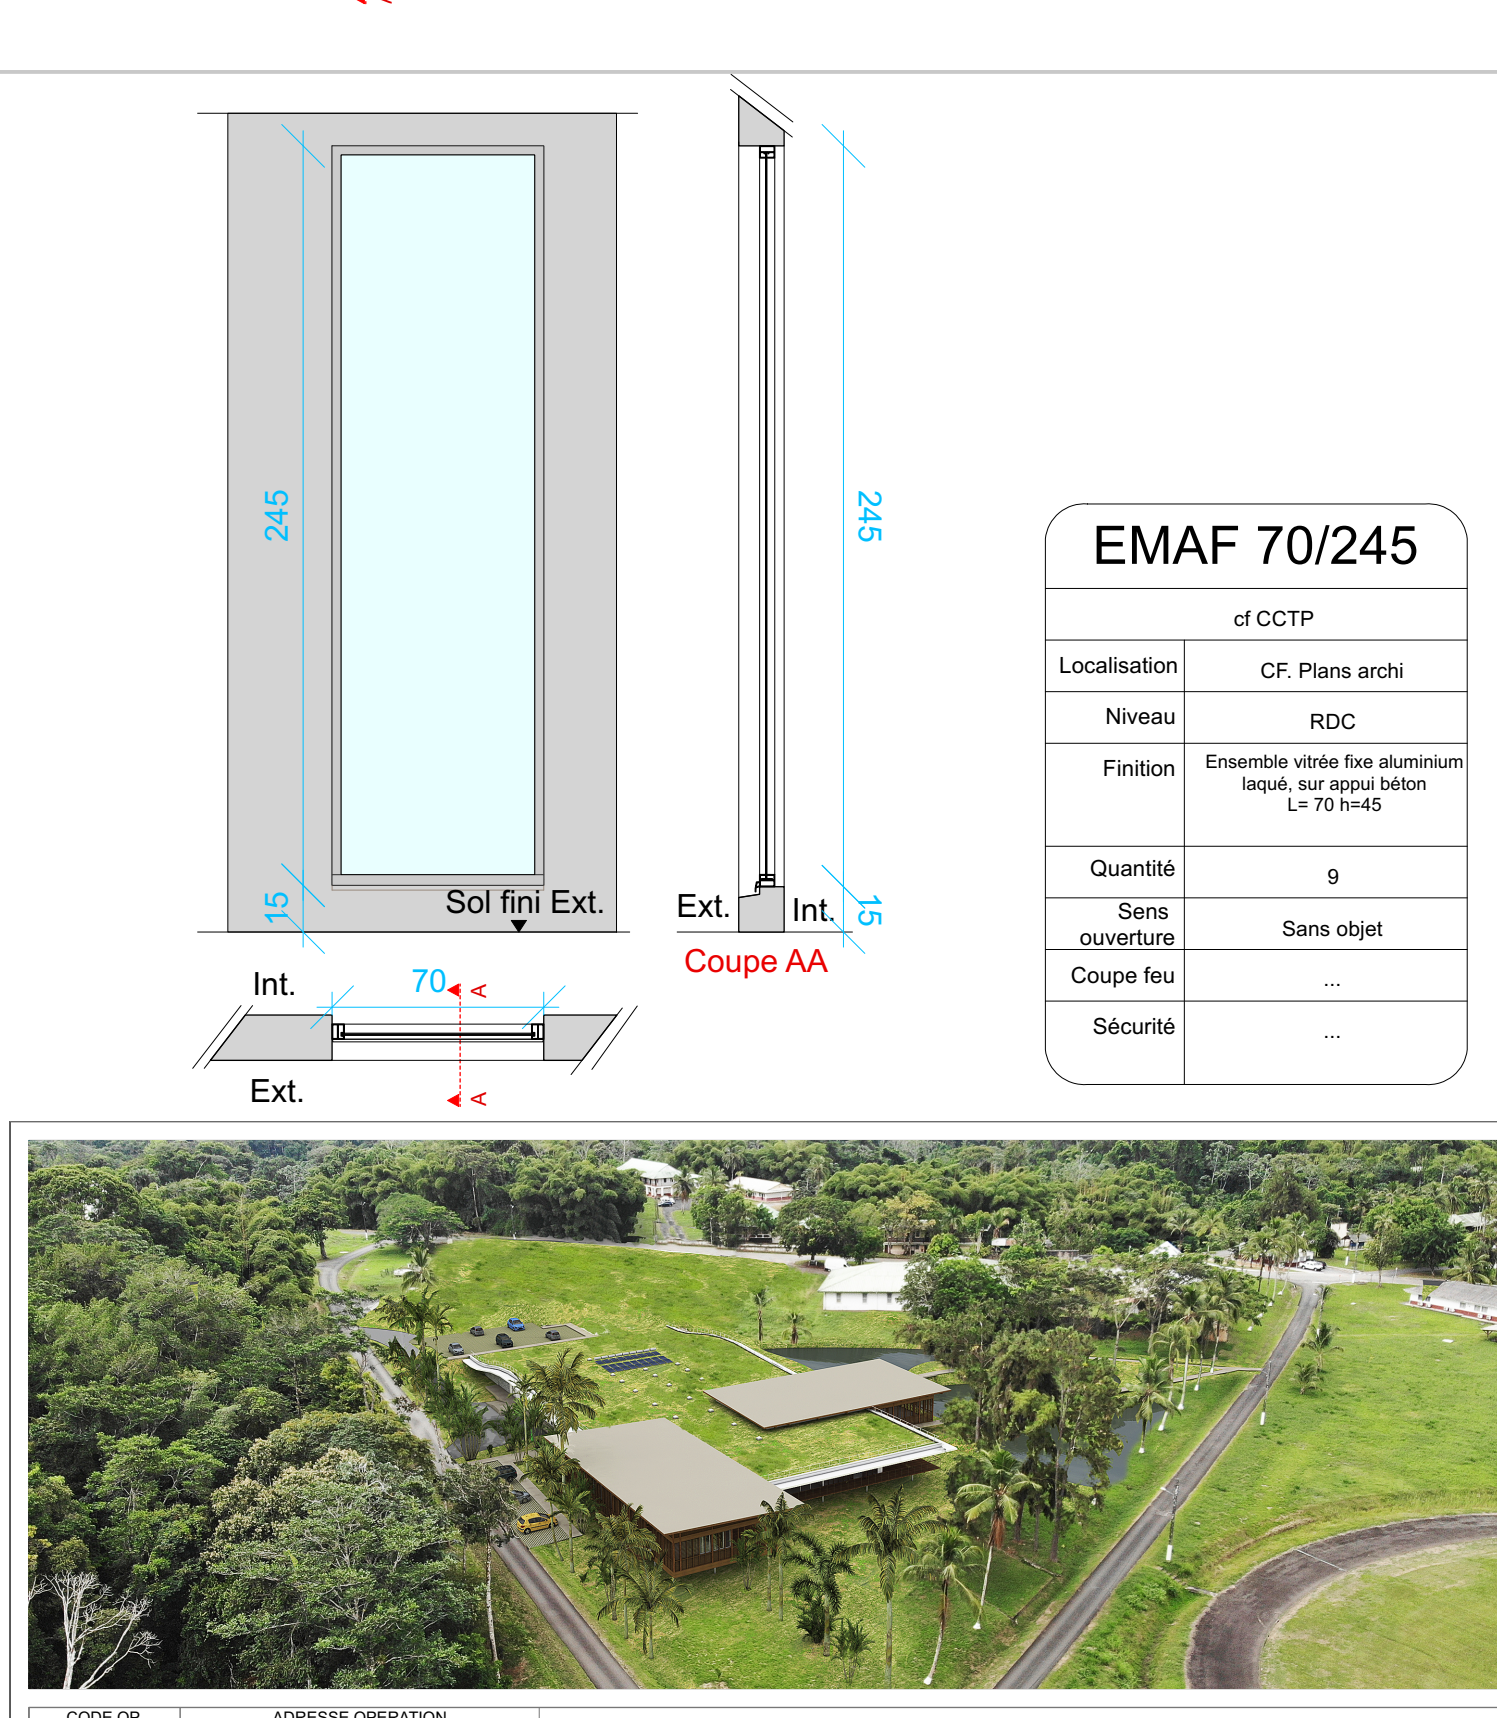 245
15
Sol fini Ext.
245
15
Ext.
Int.
Coupe AA
Int.
70
A
Ext.
A
EMAF 70/245
cf CCTP
Localisation
CF. Plans archi
Niveau
RDC
Finition
Ensemble vitrée fixe aluminium
laqué, sur appui béton
L= 70 h=45
Quantité
9
Sens
ouverture
Sans objet
Coupe feu
...
Sécurité
...
CODE OP
ADRESSE OPERATION